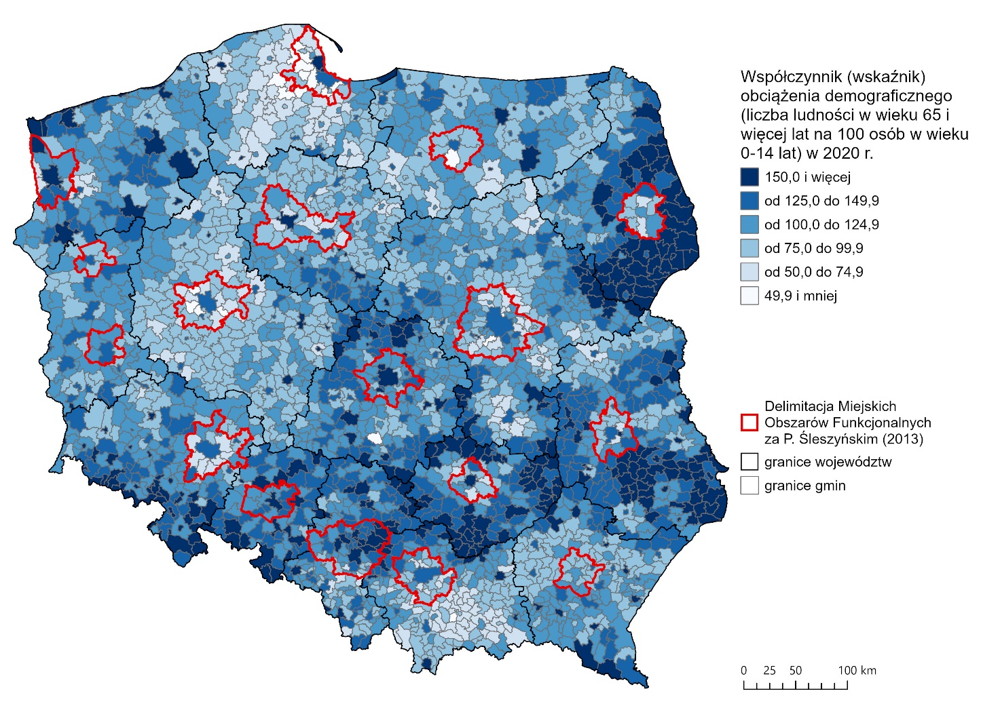 Współczynnik (wskaźnik)
obciążenia demograficznego
(liczba ludności w wieku 65 i
więcej lat na 100 osób w wieku
0-14 lat) w 2020 r.
150,0 i więcej
od 125,0 do 149,9
od 100,0 do 124,9
od 75,0 do 99,9
od 50,0 do 74,9
49,9 i mniej
Delimitacja Miejskich
Obszarów Funkcjonalnych
za P. Śleszyńskim (2013)
granice województw
granice gmin
0 25 50 100 km